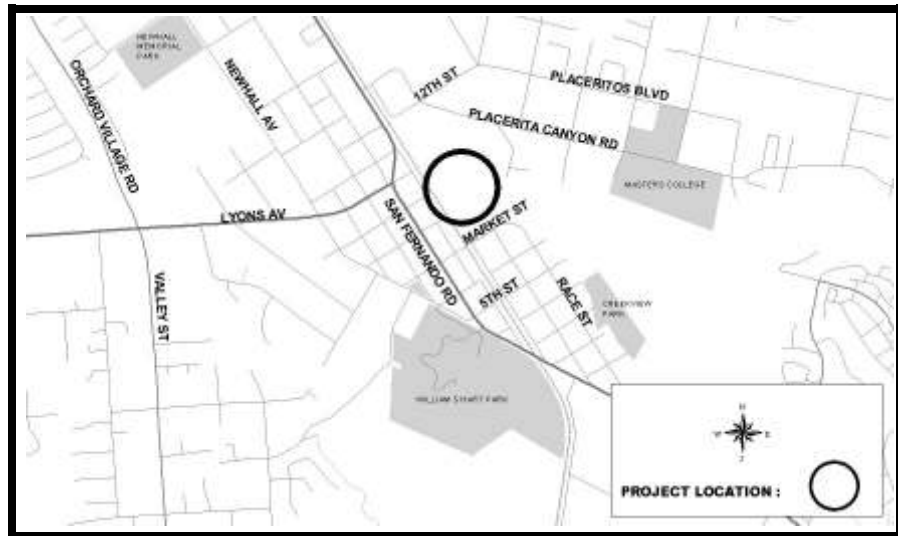 NEWHALL
MEMORIAL
PARK
ORCHARD VILLAGE RD
NEWHALL AV
12TH ST
PLACERITOS BLVD
PLACERITA CANYON RD
MASTERS COLLEGE
LYONS AV
SAN FERNANDO RD
MARKET ST
5TH ST
RACE ST
CREEKVIEW
PARK
VALLEY ST
WILLIAM S HART PARK
N
W
E
PROJECT LOCATION :